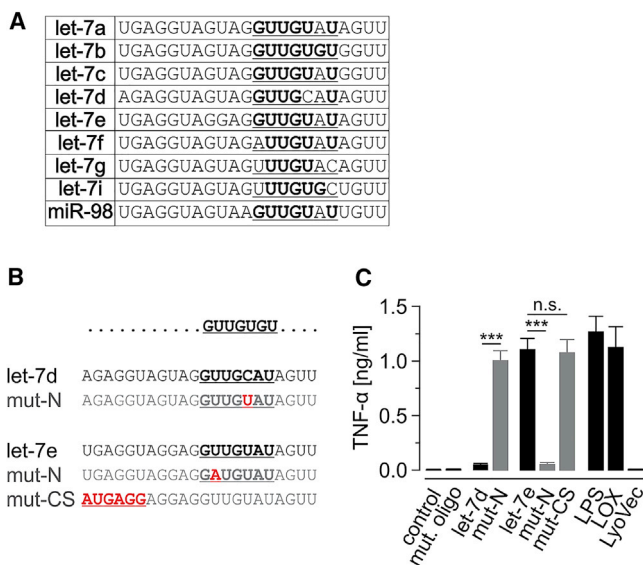 A
let-7a UGAGGUAGUAGGUUGUAUAGUU
let-7b UGAGGUAGUAGGUUGUGUGUU
let-7c UGAGGUAGUAGGUUGUAUAGUU
let-7d AGAGGUAGUAGGUUGCAUAGUU
let-7e UGAGGUAGGAGGUUGUAUAGUU
let-7f UGAGGUAGUAGAUUGUAUAGUU
let-7g UGAGGUAGUAGUUUGUACAGUU
let-7i UGAGGUAGUAGUUUGUGCUGUU
miR-98 UGAGGUAGUAAGUUGUAUUGUU
B
. . . . . . . . . . . GUUGUGU . . . .
let-7d AGAGGUAGUAGGUUGCAUAGUU
mut-N AGAGGUAGUAGGUUGUAUAGUU
let-7e UGAGGUAGGAGGUUGUAUAGUU
mut-N UGAGGUAGGAGGAUGUAUAGUU
mut-CS AUGAGGAGGAGGUUGUAUAGUU
C
n.s.
*** ***
TNF-α [ng/ml]
1.5
1.0
0.5
0.0
control
mut. oligo
let-7d
mut-N
let-7e
mut-N
mut-CS
LPS
LOX
LyoVec